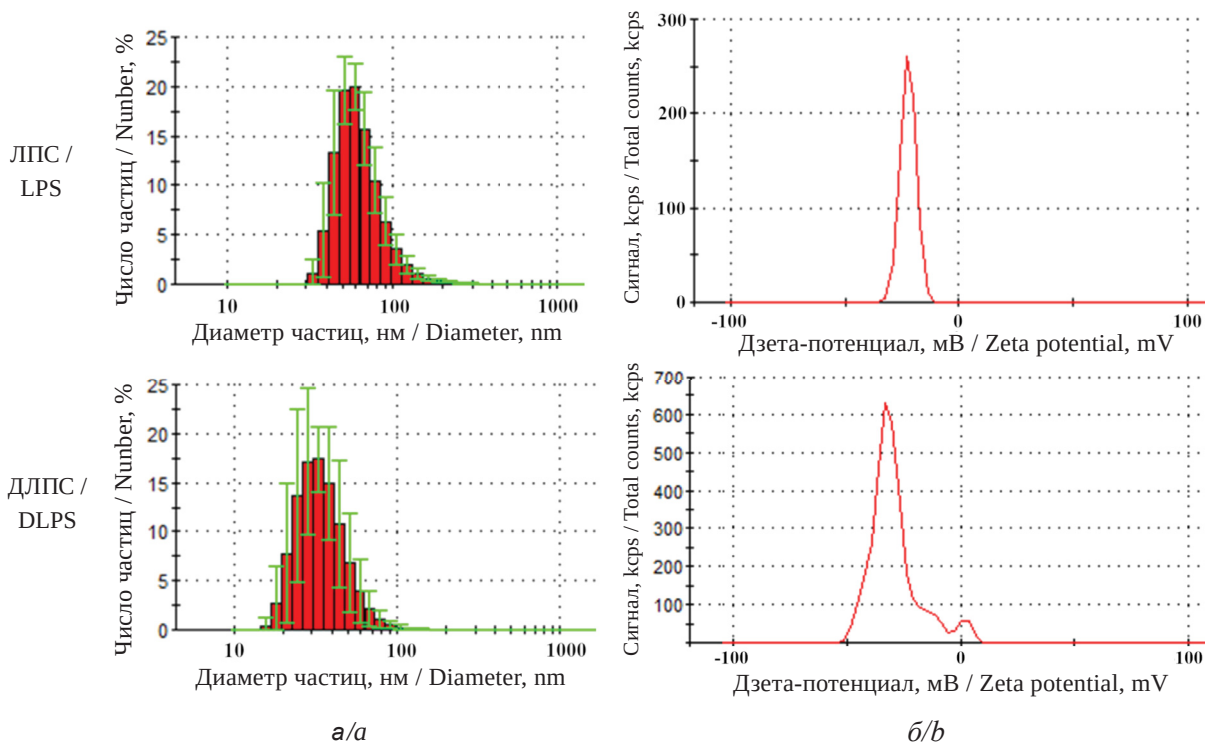 ЛПС /
LPS
Число частиц / Number, %
25
20
15
10
5
0
10
100
1000
Диаметр частиц, нм / Diameter, nm
Сигнал, kcps / Total counts, kcps
300
200
100
0
-100
0
100
Дзета-потенциал, мВ / Zeta potential, mV
ДЛПС /
DLPS
Число частиц / Nunber, %
25
20
15
10
5
0
10
100
1000
Диаметр частиц, нм / Diameter, nm
Сигнал, kcps / Total counts, kcps
700
600
500
400
300
200
100
-100
0
100
Дзета-потенциал, мВ / Zeta potential, mV
а/a
б/b